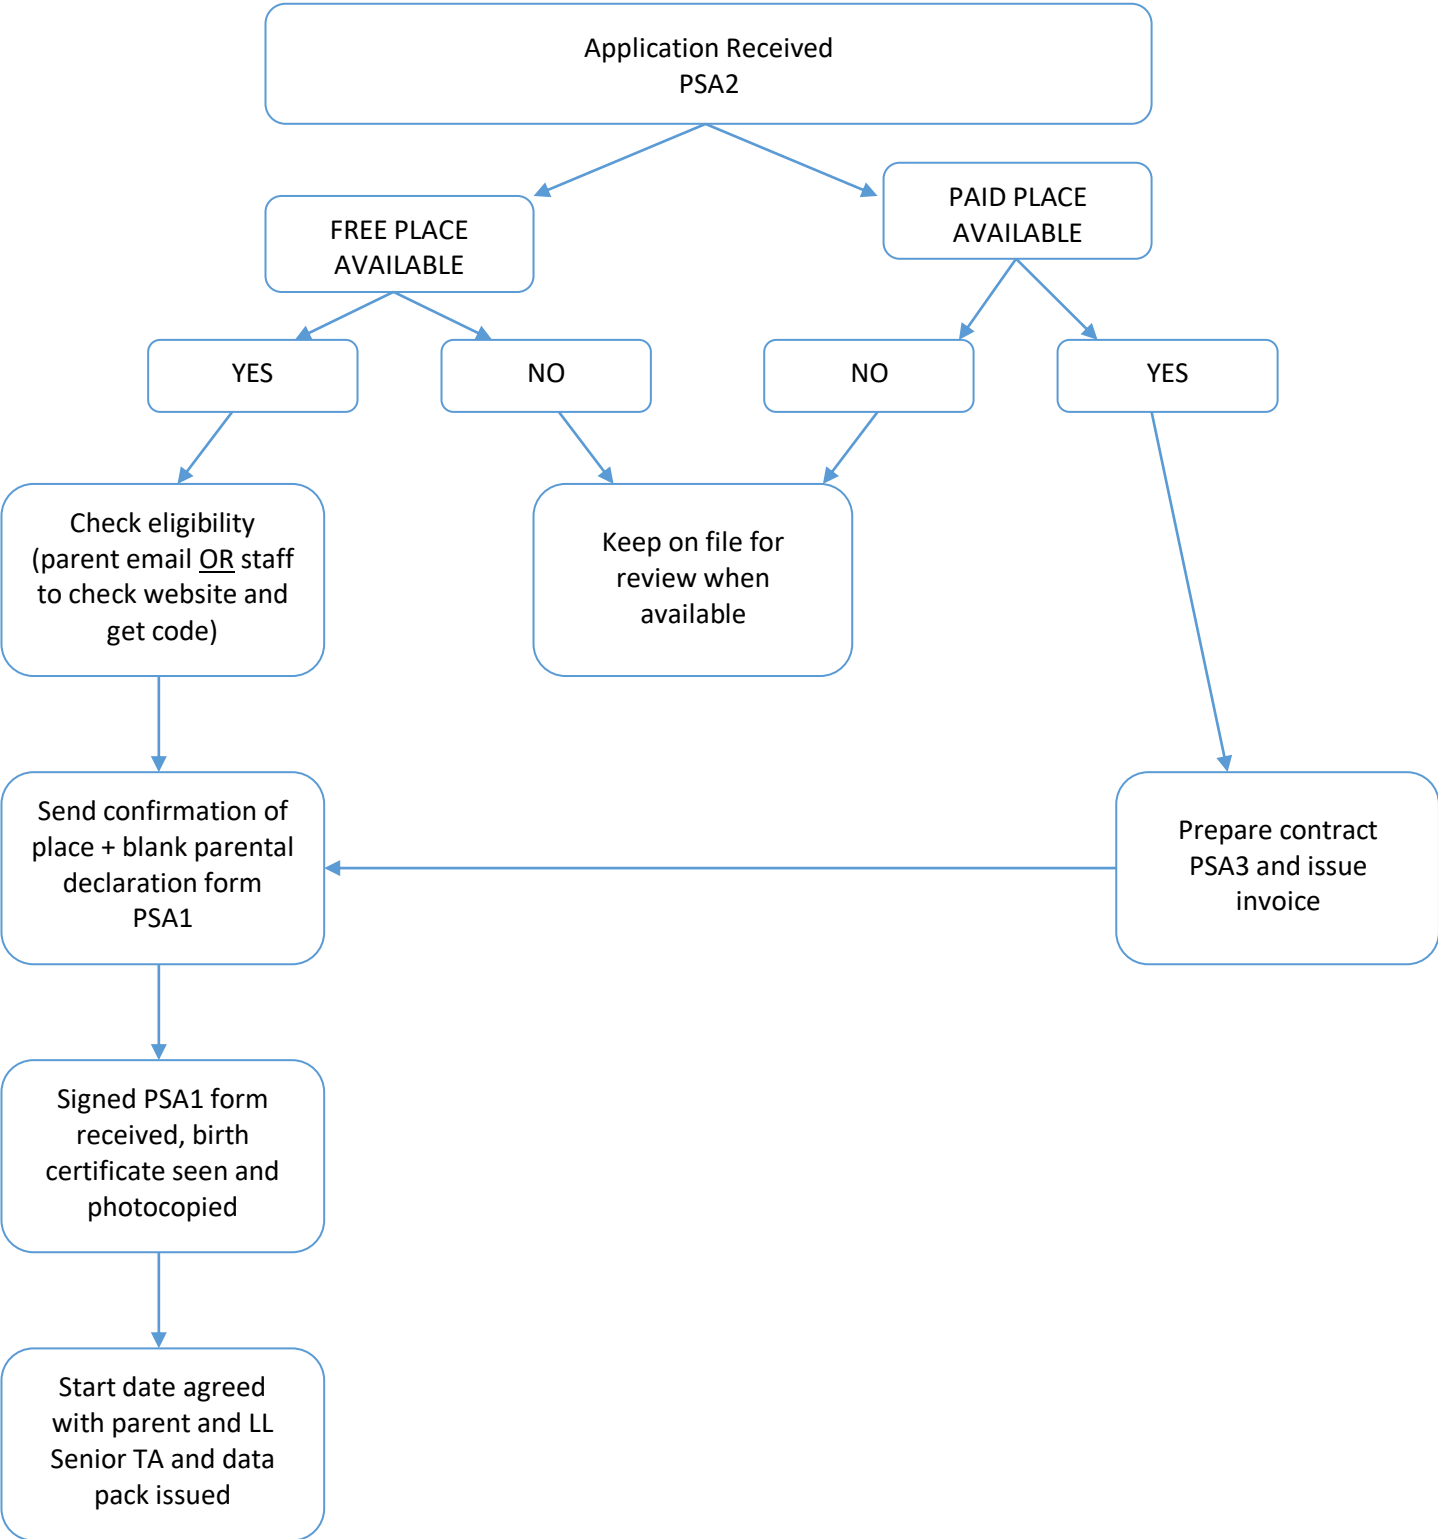 Application Received
PSA2
FREE PLACE
AVAILABLE
PAID PLACE
AVAILABLE
YES
NO
NO
YES
Check eligibility
(parent email OR staff
to check website and
get code)
Keep on file for
review when
available
Send confirmation of
place + blank parental
declaration form
PSA1
Prepare contract
PSA3 and issue
invoice
Signed PSA1 form
received, birth
certificate seen and
photocopied
Start date agreed
with parent and LL
Senior TA and data
pack issued